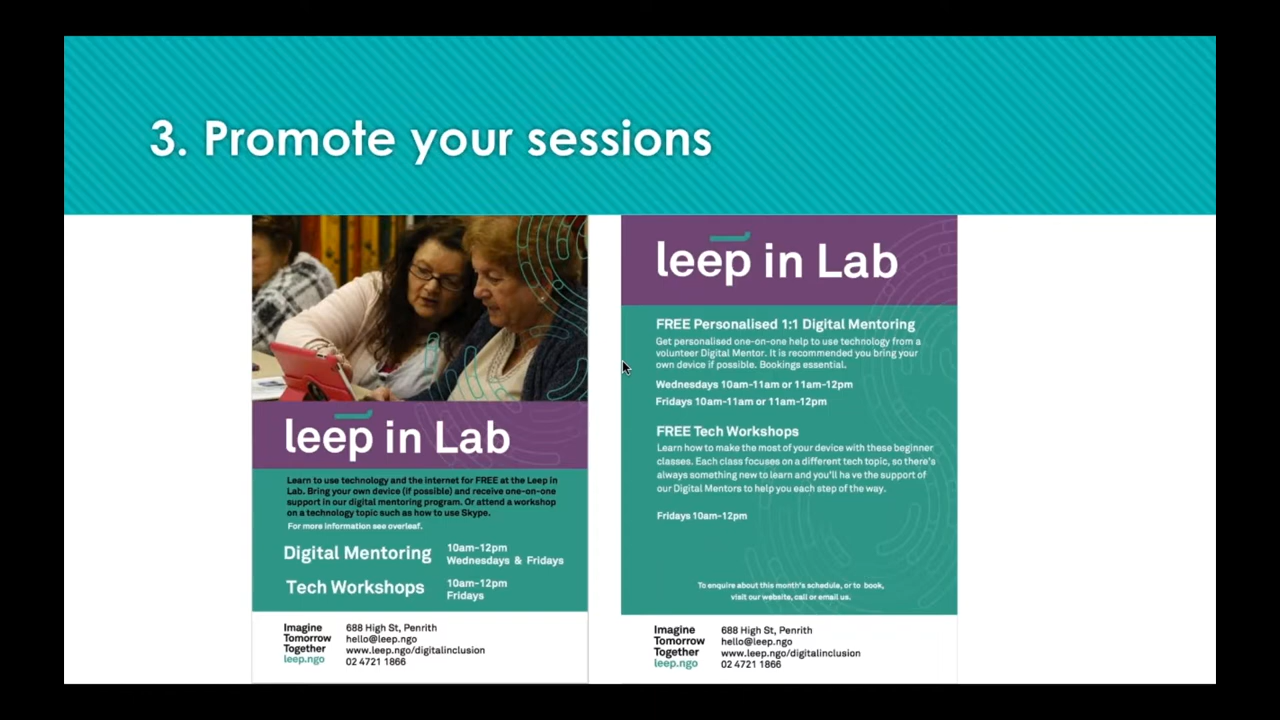 3. Promote your sessions
leep in Lab
Learn to use technology and the internet for FREE at the Leep in
Lab. Bring your own device (if possible) and receive one-on-one
support in our digital mentoring program. Or attend a workshop
on a technology topic such as how to use Skype.
For more information see overleaf.
Digital Mentoring
10am-12pm
Wednesdays & Fridays
Tech Workshops
10am-12pm
Fridays
Imagine
Tomorrow
Together
leep.ngo
688 High St, Penrith
hello@leep.ngo
www.leep.ngo/digitalinclusion
02 4721 1866
leep in Lab
FREE Personalised 1:1 Digital Mentoring
Get personalised one-on-one help to use technology from a
volunteer Digital Mentor. It is recommended you bring your
own device if possible. Bookings essential.
Wednesdays 10am-11am or 11am-12pm
Fridays 10am-11am or 11am-12pm
FREE Tech Workshops
Learn how to make the most of your device with these beginner
classes. Each class focuses on a different tech topic, so there's
always something new to learn and you'll ha ve the support of
our Digital Mentors to help you each step of the way.
Fridays 10am-12pm
To enquire about this month's schedule, or to book,
visit our website, call or email us.
Imagine
Tomorrow
Together
leep.ngo
688 High St, Penrith
hello@leep.ngo
www.leep.ngo/digitalinclusion
02 4721 1866